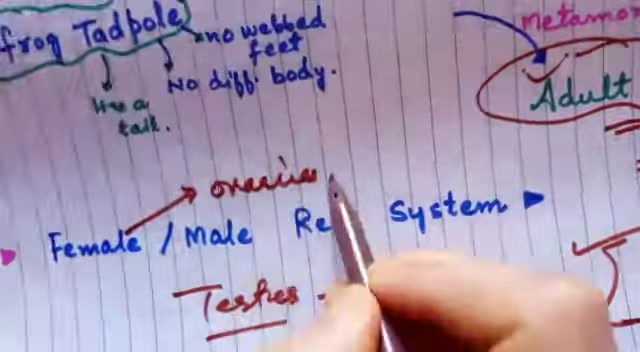 frog Tadpole
no webbed
feet
No diff. body.
Has a
tail.
metamor
Adult
ovaries
Female / Male Re System
Testes -